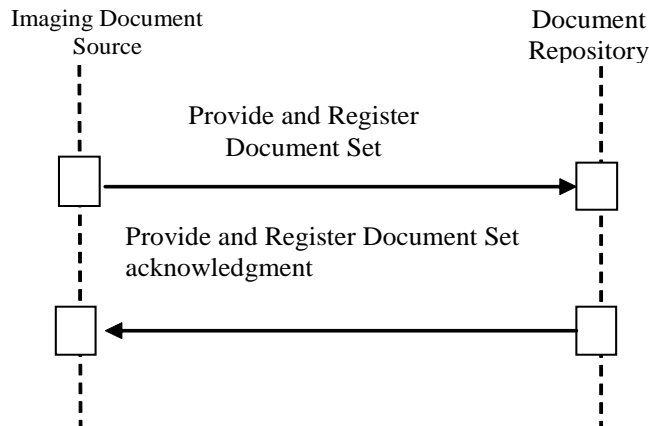 Imaging Document
Source
Document
Repository
Provide and Register
Document Set
Provide and Register Document Set
acknowledgment